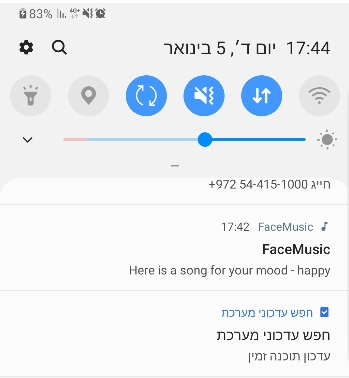 83%
17:44 יום ד׳, 5 בינואר
חייג ‎+972 54-415-1000
FaceMusic 17:42
FaceMusic
Here is a song for your mood - happy
חפש עדכוני מערכת
חפש עדכוני מערכת
עדכון תוכנה זמין